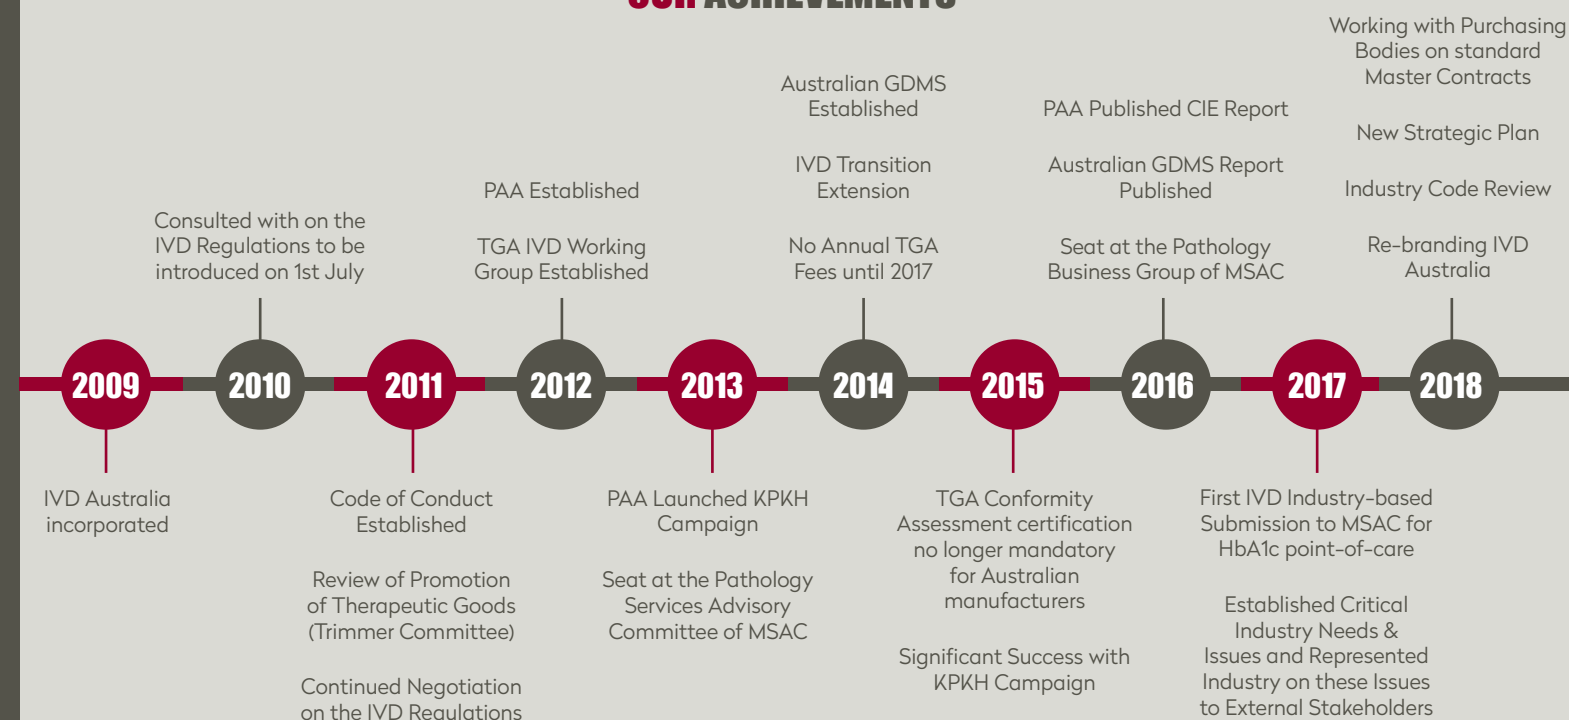 OUR ACHIEVEMENTS
2009
IVD Australia
incorporated
2010
Consulted with on the
IVD Regulations to be
introduced on 1st July
2011
Code of Conduct
Established
Review of Promotion
of Therapeutic Goods
(Trimmer Committee)
Continued Negotiation
on the IVD Regulations
2012
PAA Established
TGA IVD Working
Group Established
2013
PAA Launched KPKH
Campaign
Seat at the Pathology
Services Advisory
Committee of MSAC
2014
Australian GDMS
Established
IVD Transition
Extension
No Annual TGA
Fees until 2017
2015
TGA Conformity
Assessment certification
no longer mandatory
for Australian
manufacturers
Significant Success with
KPKH Campaign
2016
PAA Published CIE Report
Australian GDMS Report
Published
Seat at the Pathology
Business Group of MSAC
2017
First IVD Industry-based
Submission to MSAC for
HbA1c point-of-care
Established Critical
Industry Needs &
Issues and Represented
Industry on these Issues
to External Stakeholders
2018
Working with Purchasing
Bodies on standard
Master Contracts
New Strategic Plan
Industry Code Review
Re-branding IVD
Australia